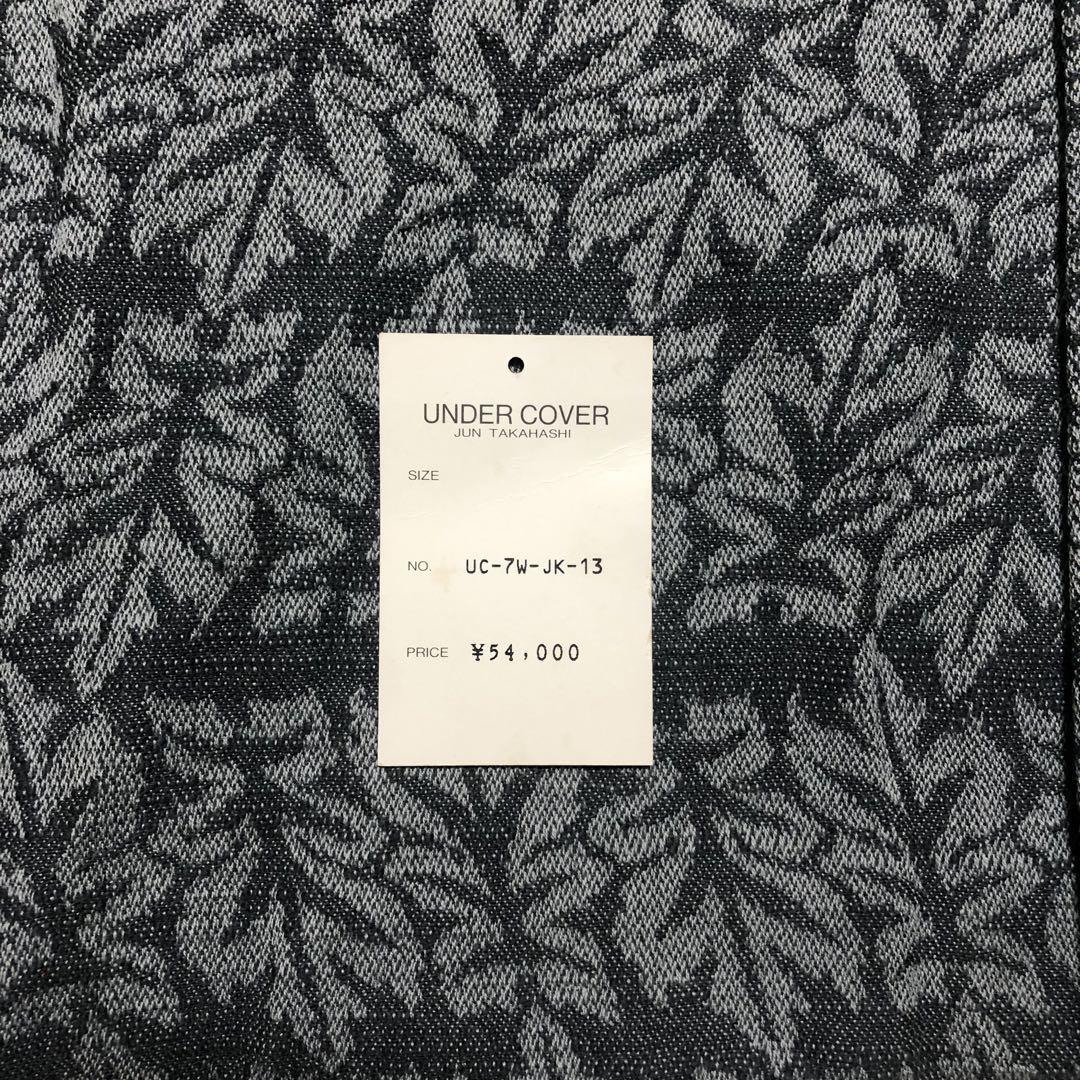 UNDER COVER
JUN TAKAHASHI
SIZE
NO. UC-7W-JK-13
PRICE ¥54,000